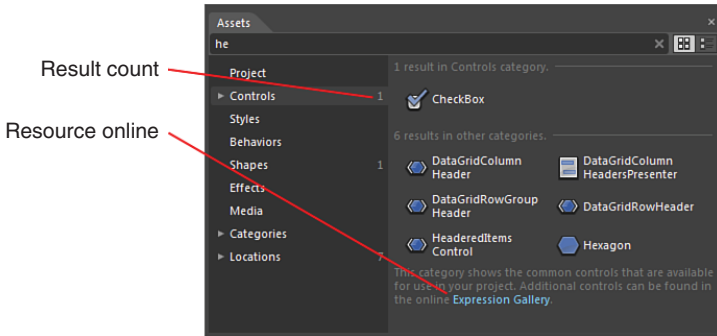 Assets
he
Result count
Resource online
Project
Controls 1
Styles
Behaviors
Shapes 1
Effects
Media
Categories
Locations 7
1 result in Controls category.
CheckBox
6 results in other categories.
DataGridColumn
Header
DataGridColumn
HeadersPresenter
DataGridRowGroup
Header
DataGridRowHeader
HeaderedItems
Control
Hexagon
This category shows the common controls that are available
for use in your project. Additional controls can be found in
the online Expression Gallery.